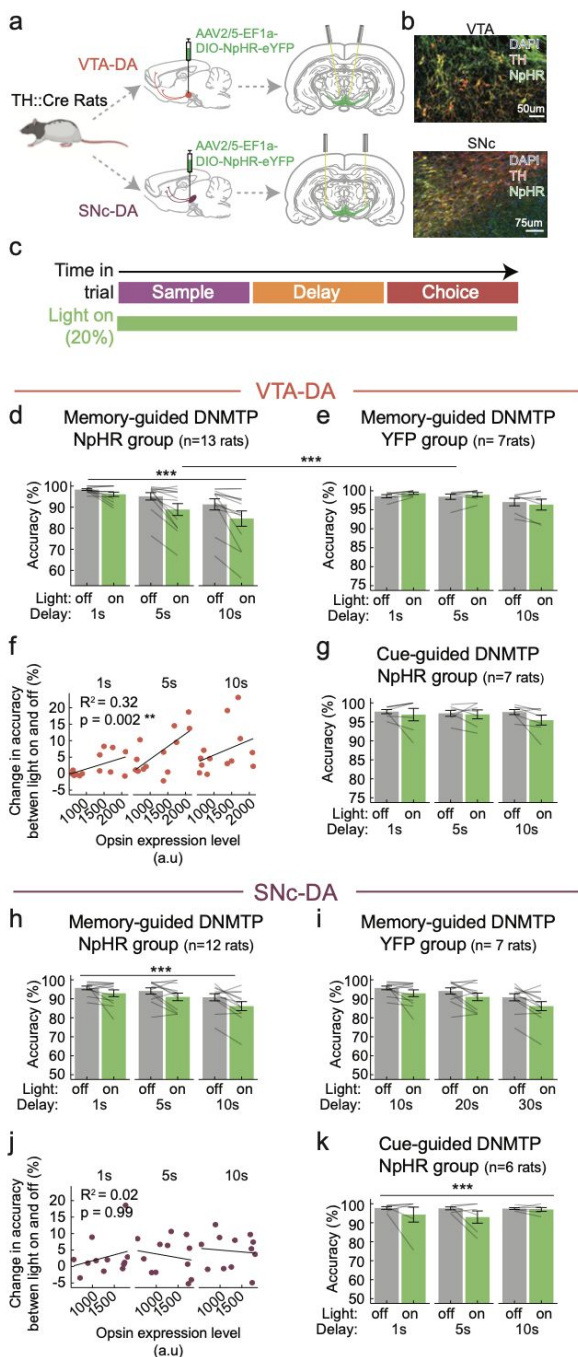 a
VTA-DA
AAV2/5-EF1a-
DIO-NpHR-eYFP
TH::Cre Rats
AAV2/5-EF1a-
DIO-NpHR-eYFP
SNc-DA
b
VTA
DAPI
TH
NpHR
50um
SNc
DAPI
TH
NpHR
75um
c
Time in
trial
Sample
Delay
Choice
Light on
(20%)
VTA-DA
d
Memory-guided DNMTP
NpHR group (n=13 rats)
***
***
Accuracy (%)
100
90
80
70
60
Light: off on off on off on
Delay: 1s 5s 10s
e
Memory-guided DNMTP
YFP group (n= 7rats)
Accuracy (%)
100
95
90
85
80
75
off on off on off on
1s 5s 10s
f
1s 5s 10s
R² = 0.32
p = 0.002 **
Change in accuracy
betwen light on and off (%)
20
15
10
5
0
-5
1000 1500 2000 1000 1500 2000 1000 1500 2000
Opsin expression level
(a.u)
g
Cue-guided DNMTP
NpHR group (n=7 rats)
Accuracy (%)
100
95
90
85
80
75
Light: off on off on off on
Delay: 1s 5s 10s
SNc-DA
h
Memory-guided DNMTP
NpHR group (n=12 rats)
***
Accuracy (%)
100
90
80
70
60
50
Light: off on off on off on
Delay: 1s 5s 10s
i
Memory-guided DNMTP
YFP group (n= 7 rats)
Accuracy (%)
100
90
80
70
60
50
Light: off on off on off on
Delay: 10s 20s 30s
j
1s 5s 10s
R² = 0.02
p = 0.99
Change in accuracy
between light on and off (%)
20
15
10
5
0
-5
1000 1500 1000 1500 1000 1500
Opsin expression level
(a.u)
k
Cue-guided DNMTP
NpHR group (n=6 rats)
***
Accuracy (%)
100
90
80
70
60
50
Light: off on off on off on
Delay: 1s 5s 10s